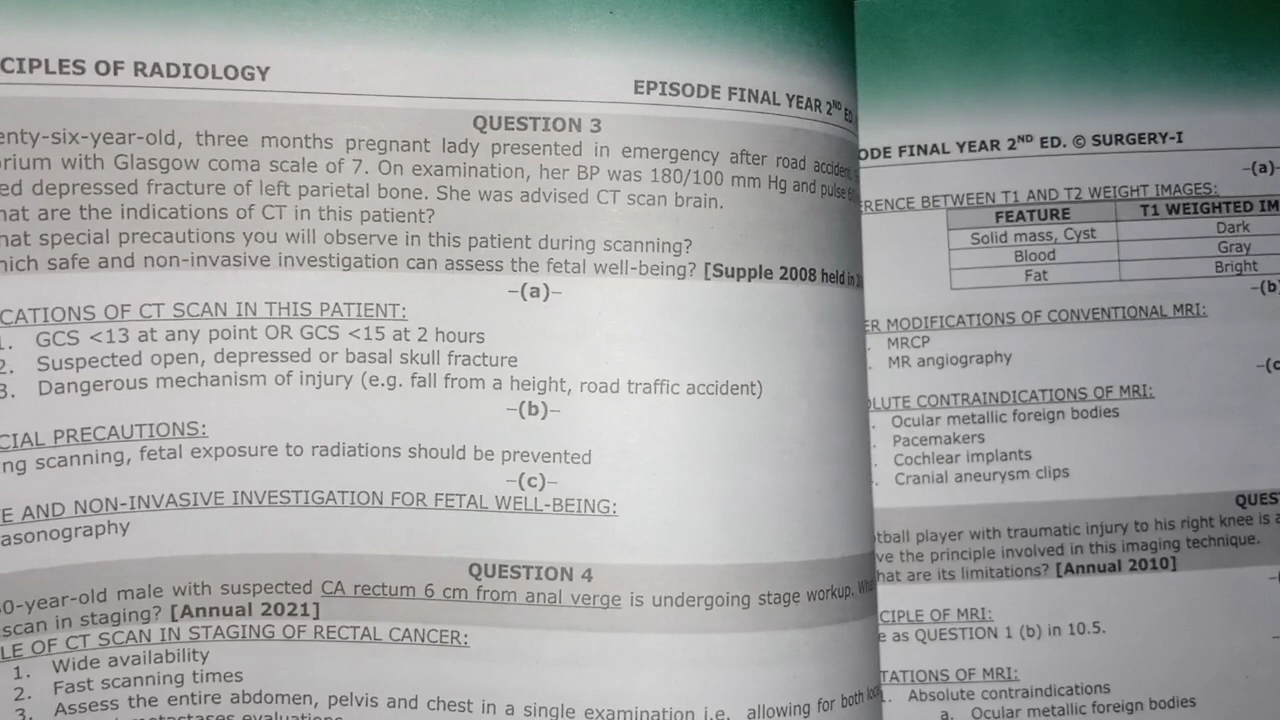 CIPLES OF RADIOLOGY
EPISODE FINAL YEAR 2ND ED.
QUESTION 3
enty-six-year-old, three months pregnant lady presented in emergency after road accident
rium with Glasgow coma scale of 7. On examination, her BP was 180/100 mm Hg and pulse
ed depressed fracture of left parietal bone. She was advised CT scan brain.
hat are the indications of CT in this patient?
hat special precautions you will observe in this patient during scanning?
hich safe and non-invasive investigation can assess the fetal well-being? [Supple 2008 held in
–(a)–
CATIONS OF CT SCAN IN THIS PATIENT:
1. GCS <13 at any point OR GCS <15 at 2 hours
2. Suspected open, depressed or basal skull fracture
3. Dangerous mechanism of injury (e.g. fall from a height, road traffic accident)
–(b)–
CIAL PRECAUTIONS:
ng scanning, fetal exposure to radiations should be prevented
–(c)–
E AND NON-INVASIVE INVESTIGATION FOR FETAL WELL-BEING:
asonography
QUESTION 4
0-year-old male with suspected CA rectum 6 cm from anal verge is undergoing stage workup.
scan in staging? [Annual 2021]
LE OF CT SCAN IN STAGING OF RECTAL CANCER:
1. Wide availability
2. Fast scanning times
3. Assess the entire abdomen, pelvis and chest in a single examination i.e. allowing for both
ODE FINAL YEAR 2ND ED. © SURGERY-I
–(a)–
RENCE BETWEEN T1 AND T2 WEIGHT IMAGES:
FEATURE T1 WEIGHTED IM
Solid mass, Cyst Dark
Blood Gray
Fat Bright
–(b
ER MODIFICATIONS OF CONVENTIONAL MRI:
MRCP
MR angiography
–(c
LUTE CONTRAINDICATIONS OF MRI:
Ocular metallic foreign bodies
Pacemakers
Cochlear implants
Cranial aneurysm clips
QUES
tball player with traumatic injury to his right knee is a
ve the principle involved in this imaging technique.
hat are its limitations? [Annual 2010]
CIPLE OF MRI:
e as QUESTION 1 (b) in 10.5.
TATIONS OF MRI:
1. Absolute contraindications
a. Ocular metallic foreign bodies